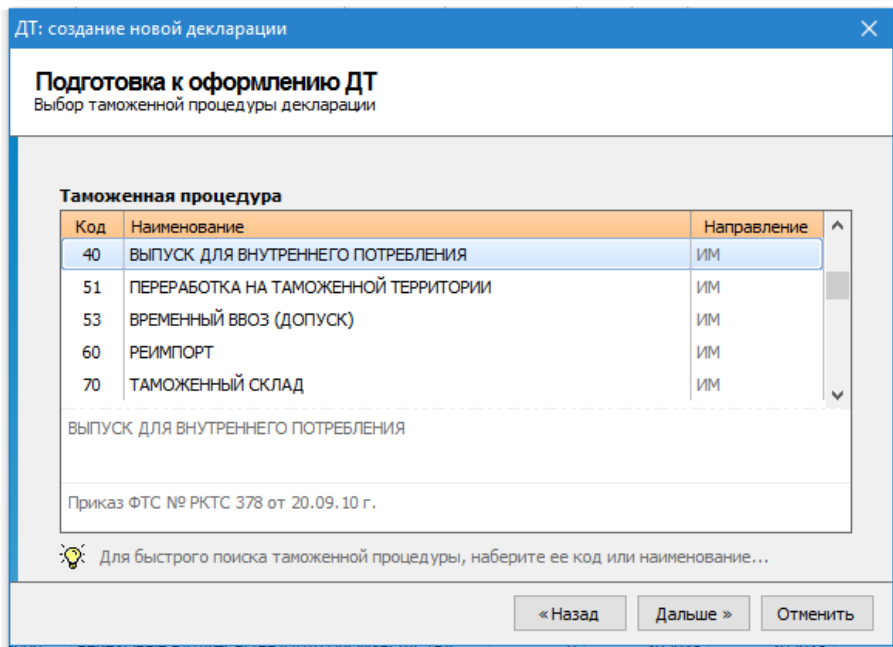 ДТ: создание новой декларации
Подготовка к оформлению ДТ
Выбор таможенной процедуры декларации
Таможенная процедура
Код Наименование Направление
40 ВЫПУСК ДЛЯ ВНУТРЕННЕГО ПОТРЕБЛЕНИЯ ИМ
51 ПЕРЕРАБОТКА НА ТАМОЖЕННОЙ ТЕРРИТОРИИ ИМ
53 ВРЕМЕННЫЙ ВВОЗ (ДОПУСК) ИМ
60 РЕИМПОРТ ИМ
70 ТАМОЖЕННЫЙ СКЛАД ИМ
ВЫПУСК ДЛЯ ВНУТРЕННЕГО ПОТРЕБЛЕНИЯ
Приказ ФТС № РКТС 378 от 20.09.10 г.
Для быстрого поиска таможенной процедуры, наберите ее код или наименование...
« Назад Дальше » Отменить